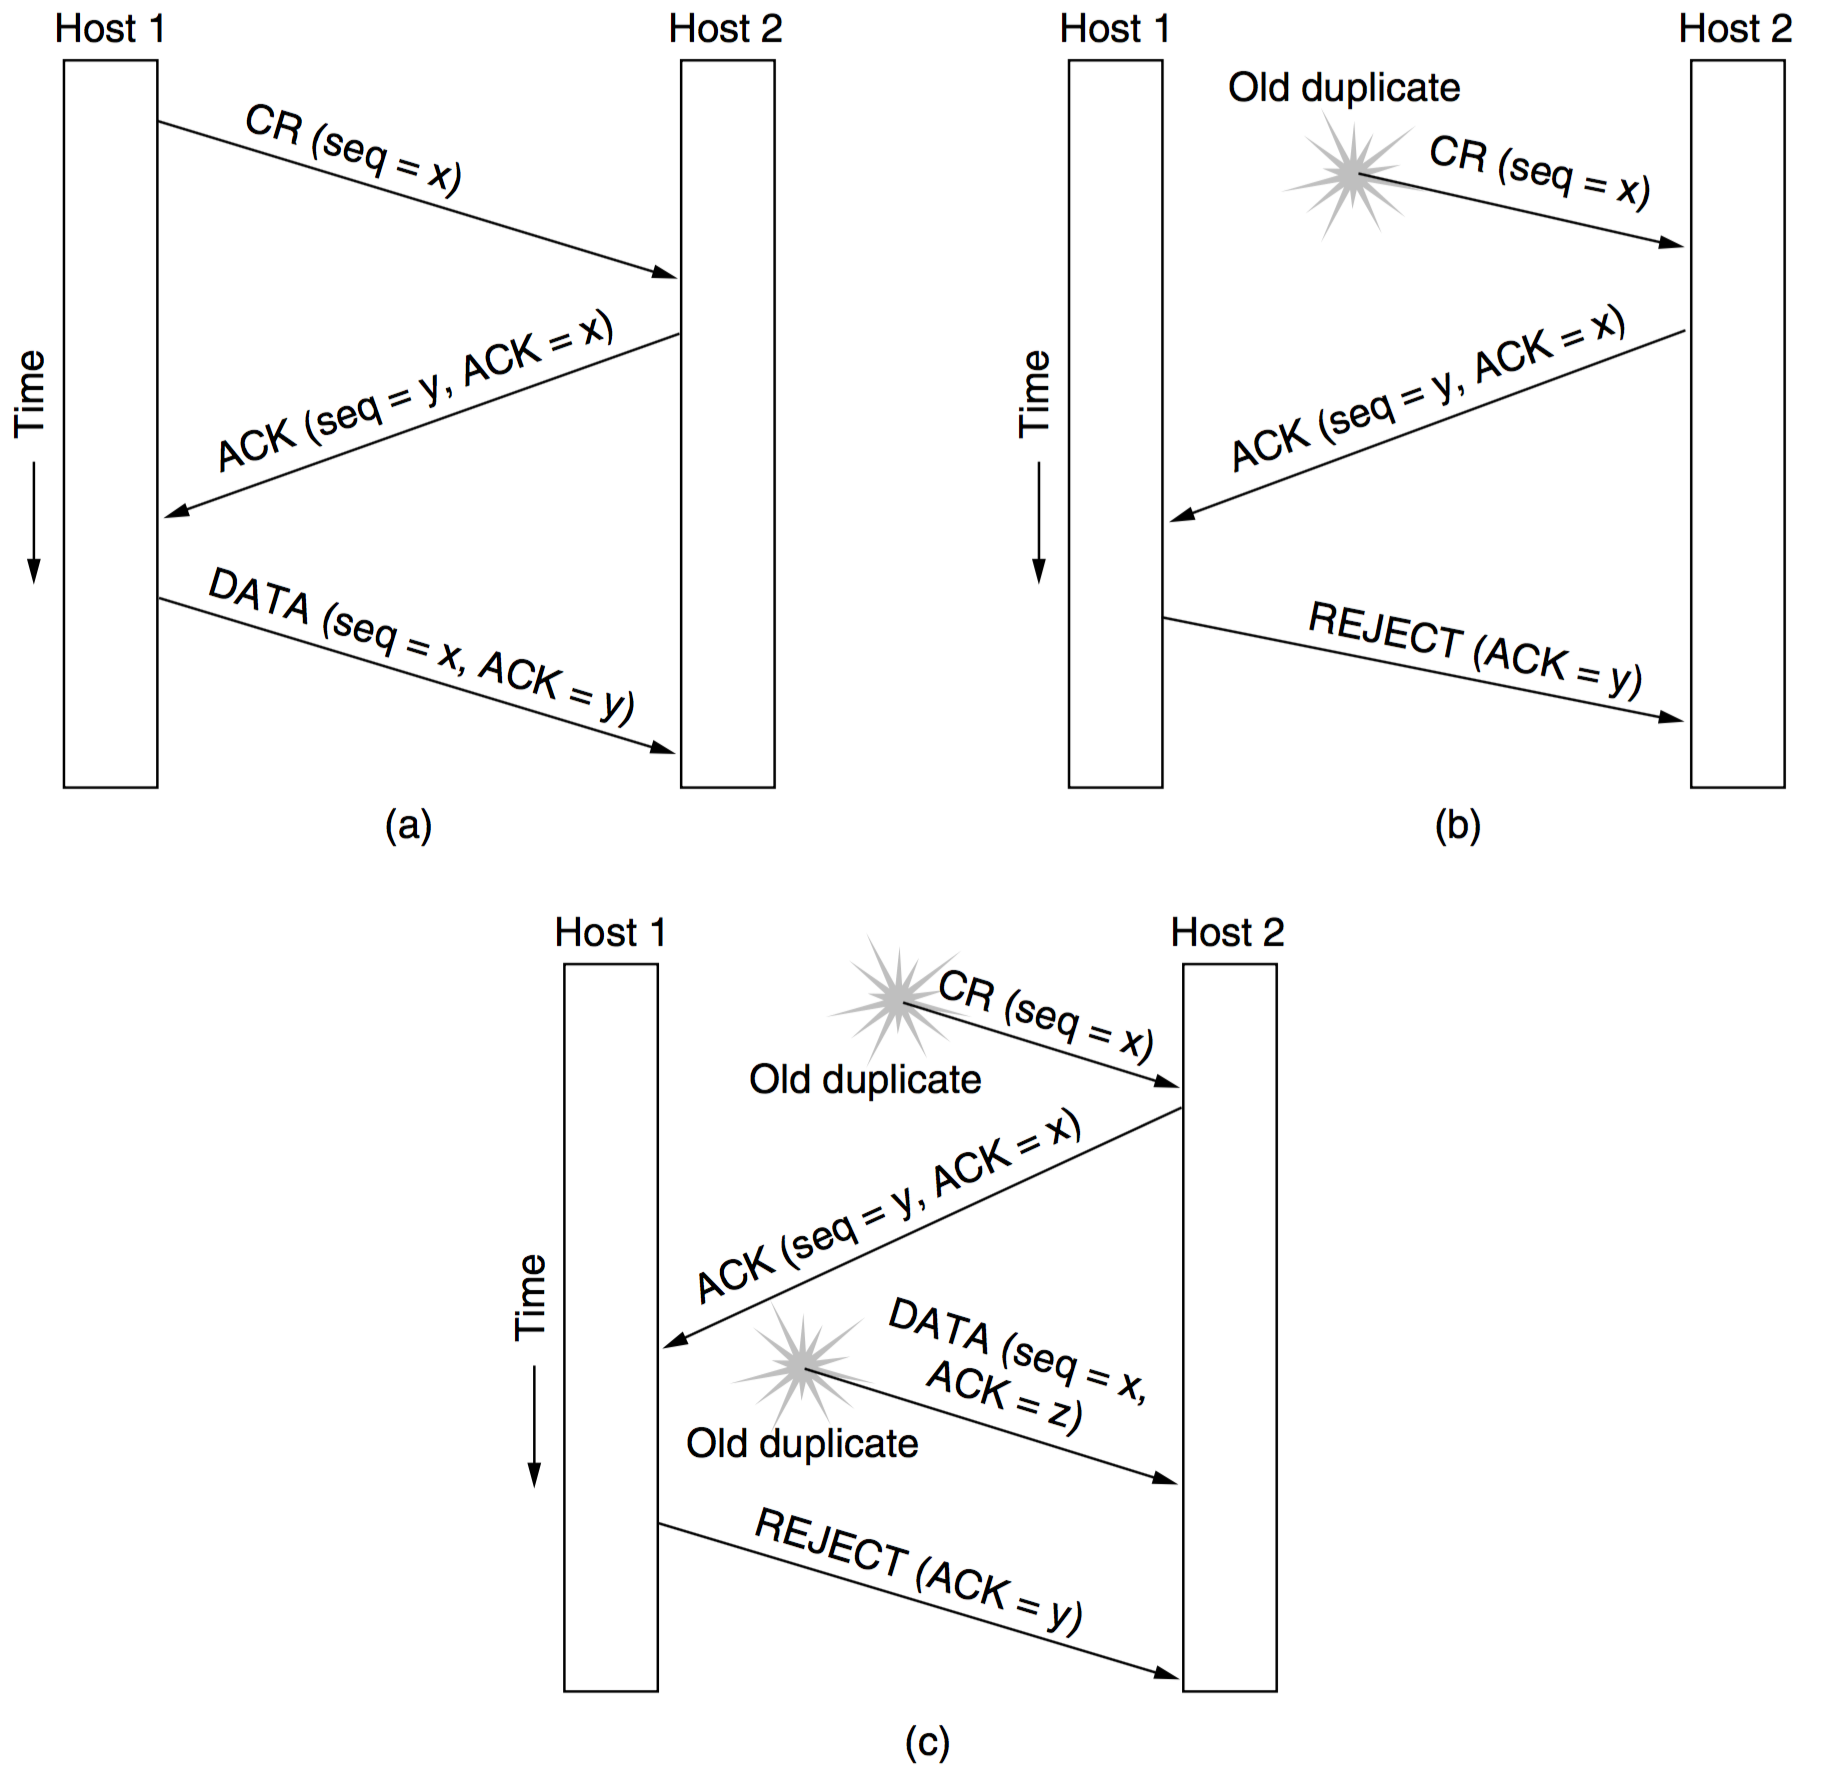 Host 1
Host 2
CR (seq = x)
ACK (seq = y, ACK = x)
DATA (seq = x, ACK = y)
Time
(a)
Host 1
Host 2
Old duplicate
CR (seq = x)
ACK (seq = y, ACK = x)
REJECT (ACK = y)
Time
(b)
Host 1
Host 2
CR (seq = x)
Old duplicate
ACK (seq = y, ACK = x)
DATA (seq = x,
ACK = z)
Old duplicate
REJECT (ACK = y)
Time
(c)